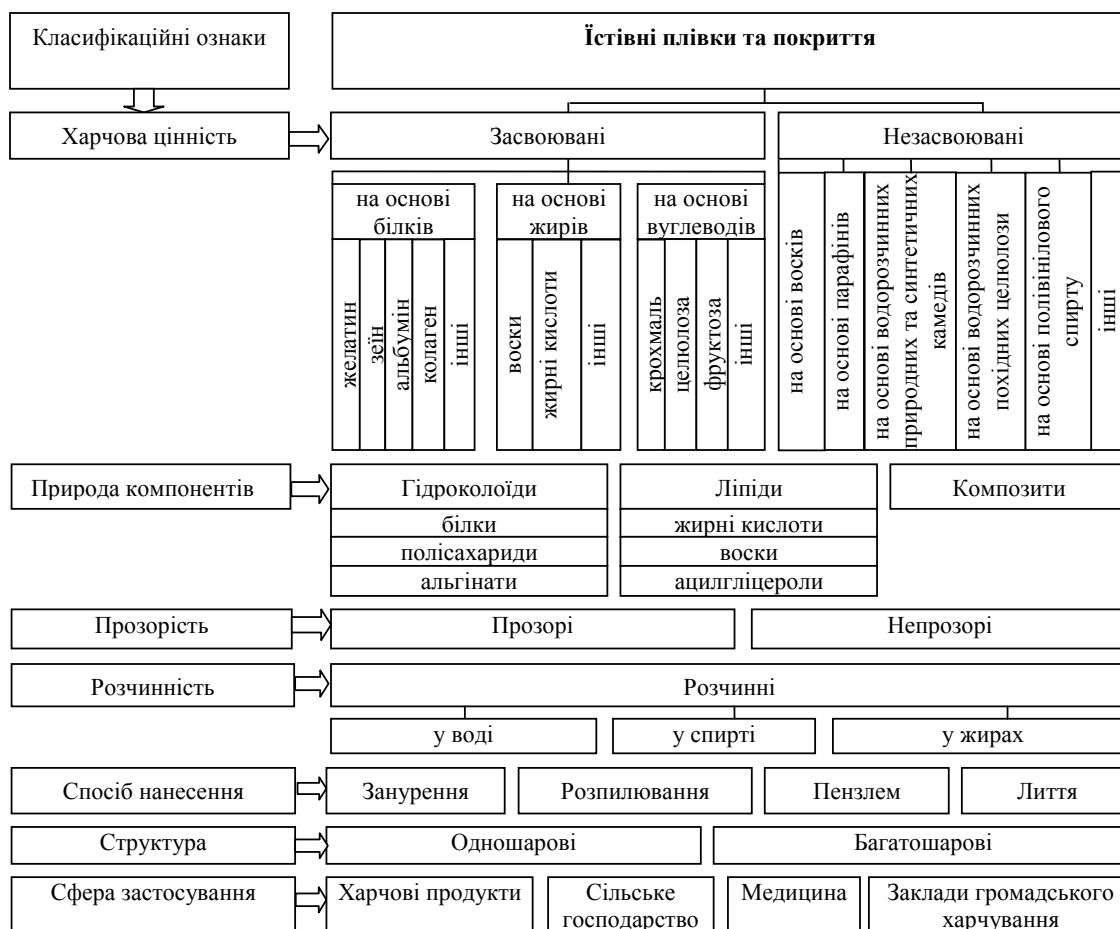 Класифікаційні ознаки
Їстівні плівки та покриття
Харчова цінність
Засвоювані
Незасвоювані
на основі
білків
на основі
жирів
на основі
вуглеводів
желатин
зеїн
альбумін
колаген
інші
воски
жирні кислоти
інші
крохмаль
целюлоза
фруктоза
інші
на основі восків
на основі парафінів
на основі водорозчинних
природних та синтетичних
камедів
на основі водорозчинних
похідних целюлози
на основі полівінілового
спирту
інші
Природа компонентів
Гідроколоїди
Ліпіди
Композити
білки
жирні кислоти
полісахариди
воски
альгінати
ацилгліцероли
Прозорість
Прозорі
Непрозорі
Розчинність
Розчинні
у воді
у спирті
у жирах
Спосіб нанесення
Занурення
Розпилювання
Пензлем
Лиття
Структура
Одношарові
Багатошарові
Сфера застосування
Харчові продукти
Сільське
господарство
Медицина
Заклади громадського
харчування